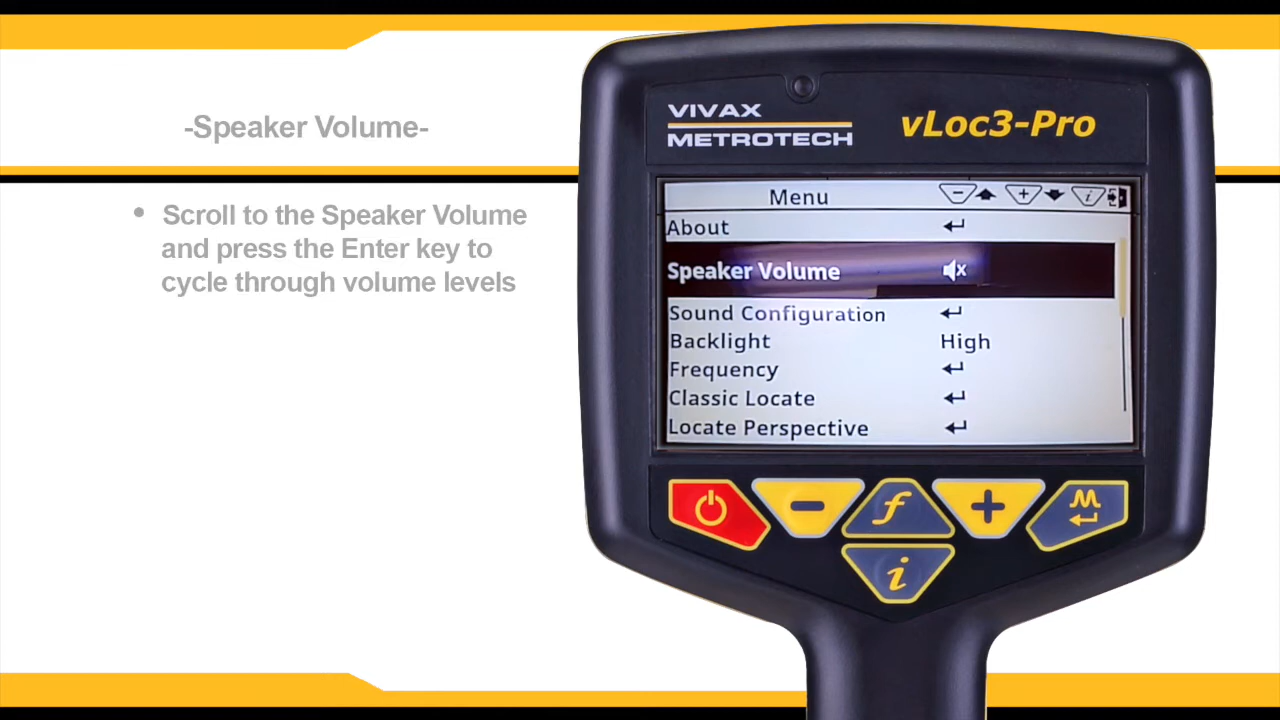 -Speaker Volume-
• Scroll to the Speaker Volume
and press the Enter key to
cycle through volume levels
VIVAX
METROTECH
vLoc3-Pro
Menu - + i
About
Speaker Volume
Sound Configuration
Backlight High
Frequency
Classic Locate
Locate Perspective
f
i